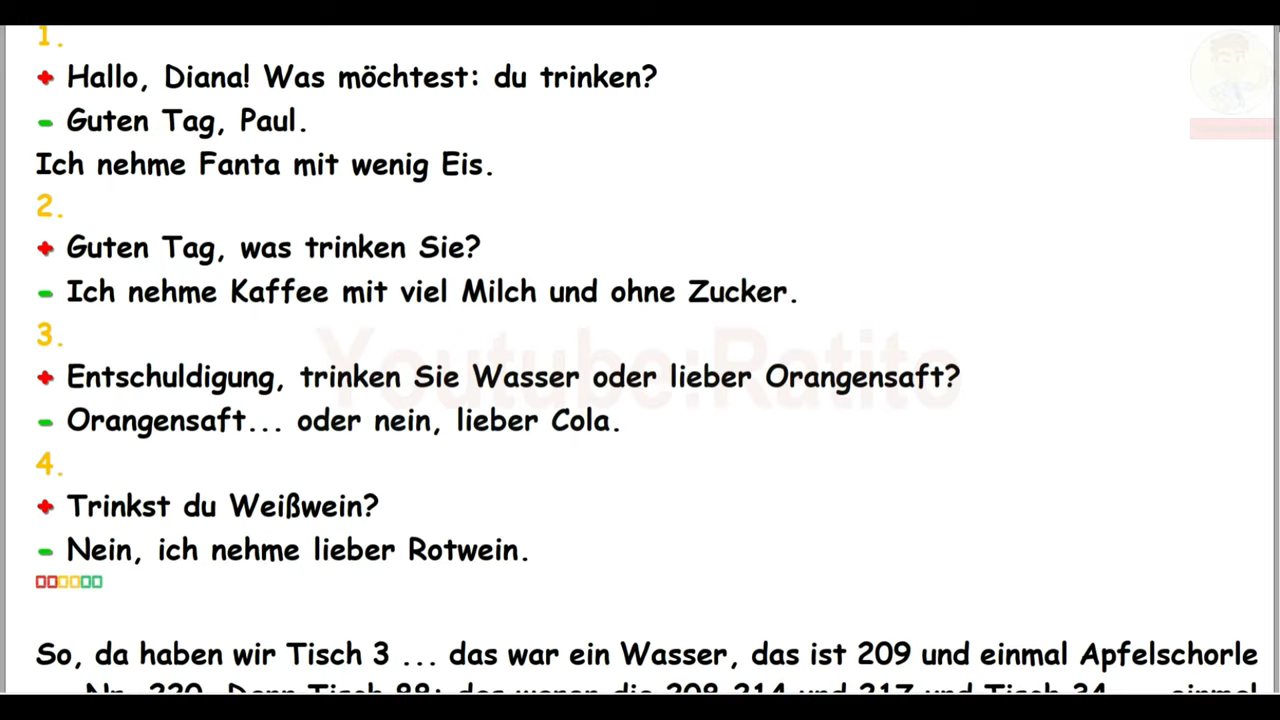 1.
+ Hallo, Diana! Was möchtest: du trinken?
- Guten Tag, Paul.
Ich nehme Fanta mit wenig Eis.
2.
+ Guten Tag, was trinken Sie?
- Ich nehme Kaffee mit viel Milch und ohne Zucker.
3.
+ Entschuldigung, trinken Sie Wasser oder lieber Orangensaft?
- Orangensaft... oder nein, lieber Cola.
Youtube:Ratito
4.
+ Trinkst du Weißwein?
- Nein, ich nehme lieber Rotwein.
So, da haben wir Tisch 3 ... das war ein Wasser, das ist 209 und einmal Apfelschorle